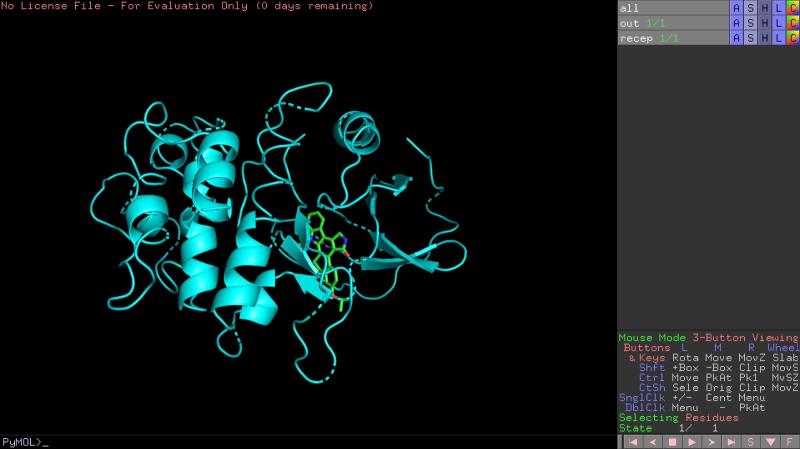 No License File - For Evaluation Only (0 days remaining)
all A S H L C
out 1/1 A S H L C
recep 1/1 A S H L C
Mouse Mode 3-Button Viewing
Buttons L M R Wheel
& Keys Rota Move MovZ Slab
Shft +Box -Box Clip MovS
Ctrl Move PkAt Pk1 MvSZ
CtSh Sele Orig Clip MovZ
SnglClk +/- Cent Menu
DblClk Menu - PkAt
Selecting Residues
State 1/ 1
S F
PyMOL>_